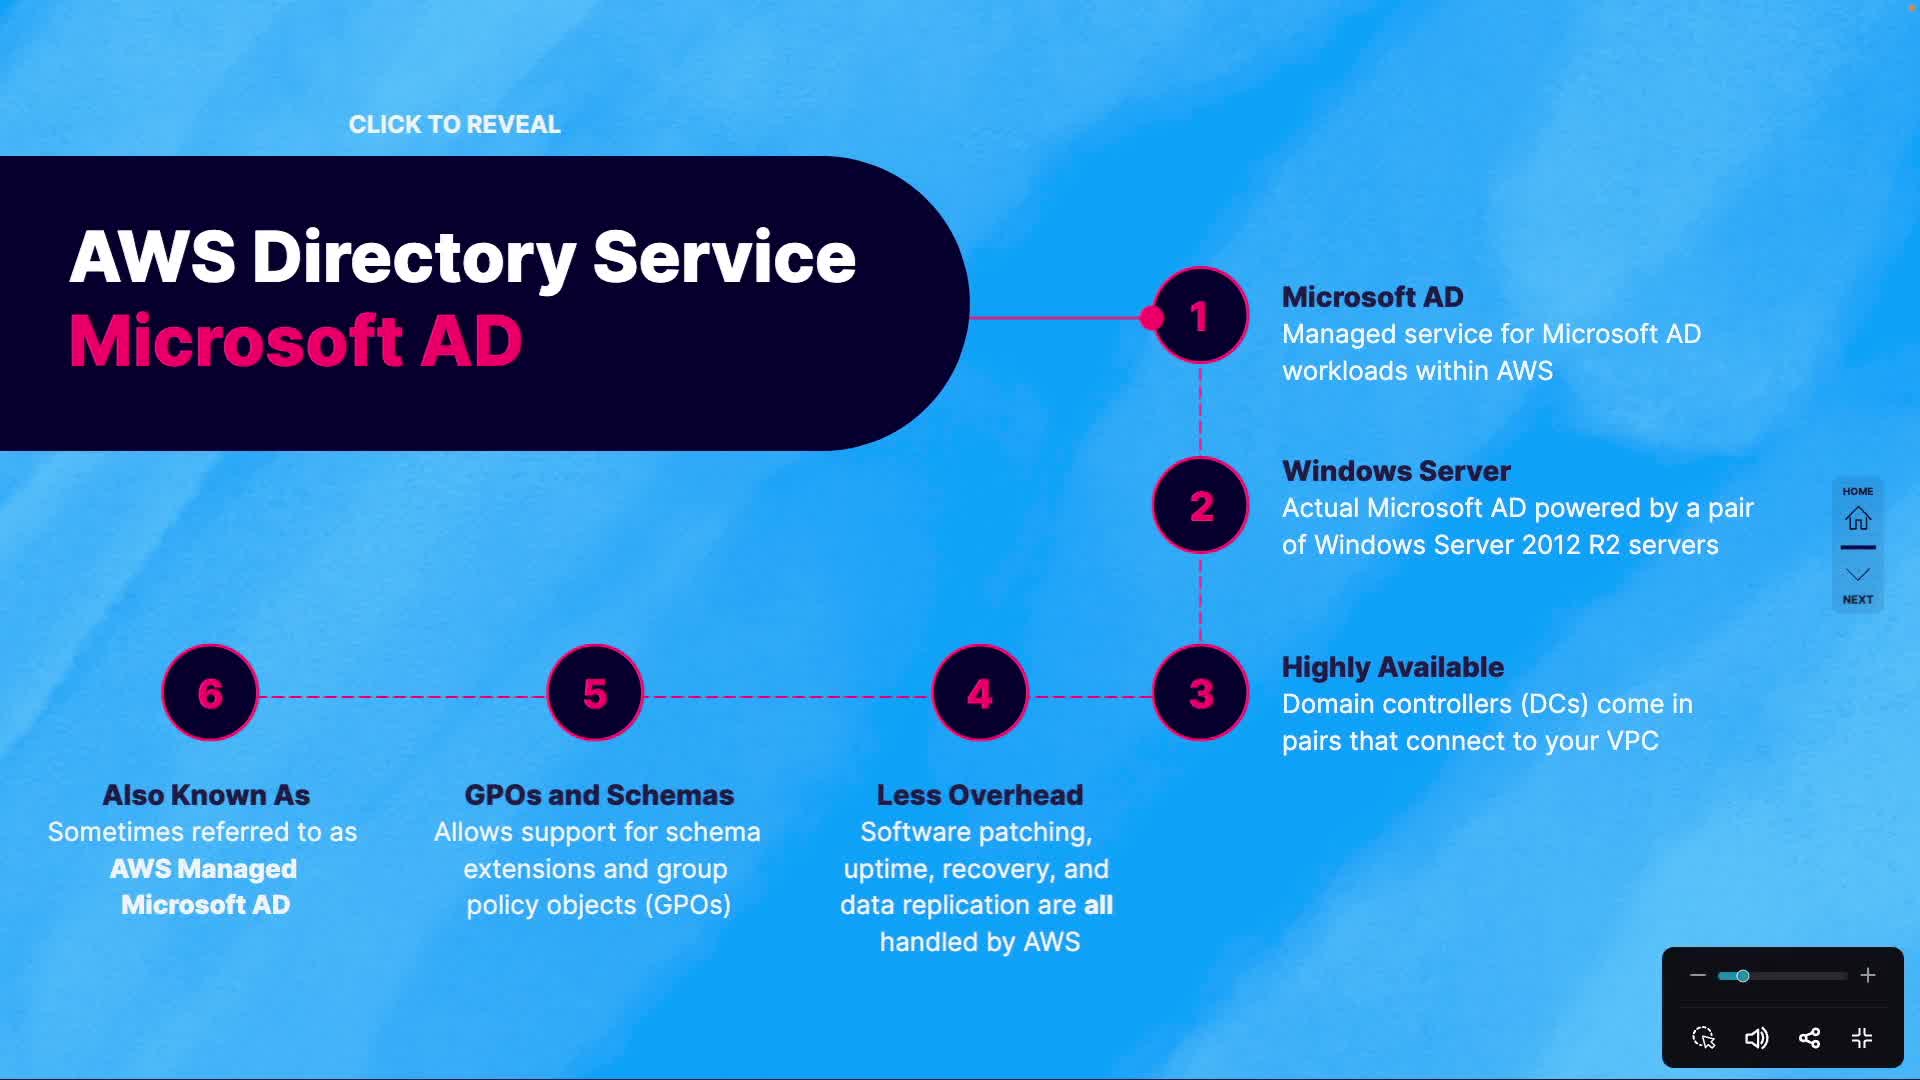 CLICK TO REVEAL
AWS Directory Service
Microsoft AD
1
Microsoft AD
Managed service for Microsoft AD
workloads within AWS
2
Windows Server
Actual Microsoft AD powered by a pair
of Windows Server 2012 R2 servers
3
Highly Available
Domain controllers (DCs) come in
pairs that connect to your VPC
4
Less Overhead
Software patching,
uptime, recovery, and
data replication are all
handled by AWS
5
GPOs and Schemas
Allows support for schema
extensions and group
policy objects (GPOs)
6
Also Known As
Sometimes referred to as
AWS Managed
Microsoft AD
HOME
NEXT